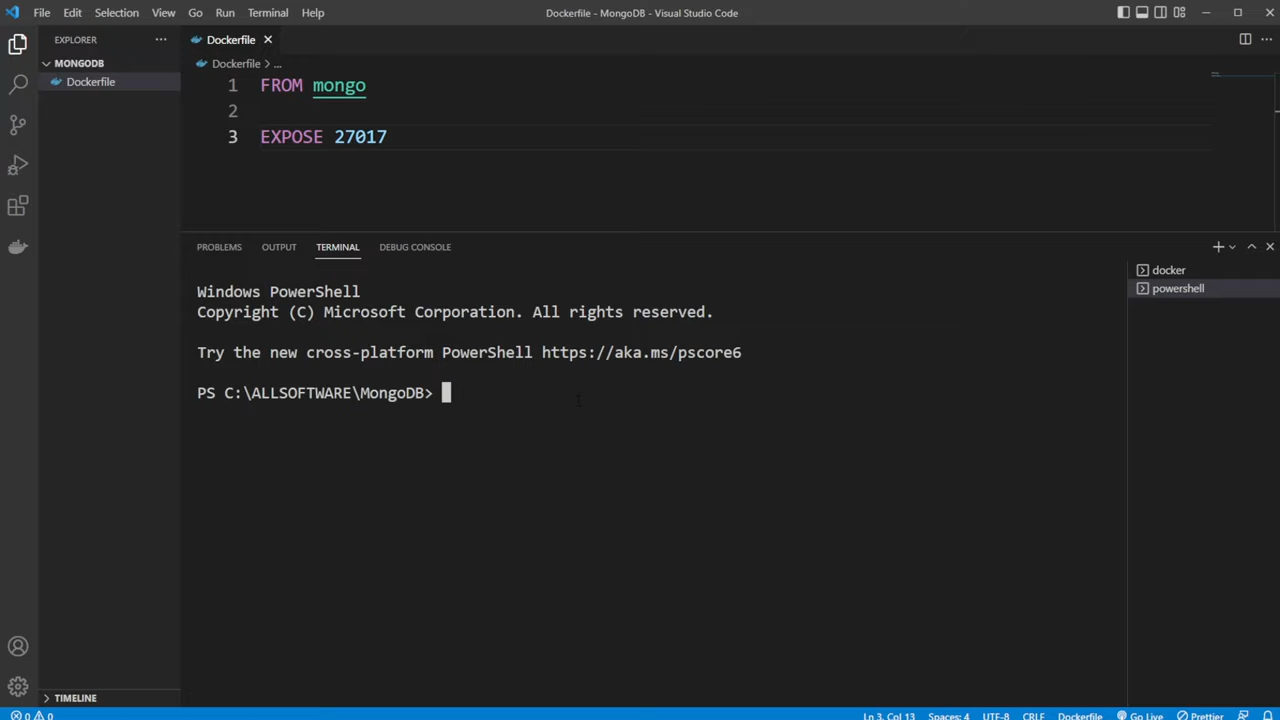 File Edit Selection View Go Run Terminal Help Dockerfile - MongoDB - Visual Studio Code
EXPLORER ...
MONGODB
Dockerfile
TIMELINE
Dockerfile
Dockerfile > ...
1 FROM mongo
2
3 EXPOSE 27017
PROBLEMS OUTPUT TERMINAL DEBUG CONSOLE
docker
powershell
Windows PowerShell
Copyright (C) Microsoft Corporation. All rights reserved.
Try the new cross-platform PowerShell https://aka.ms/pscore6
PS C:\ALLSOFTWARE\MongoDB>
0 0 Ln 3, Col 13 Spaces: 4 UTF-8 CRLF Dockerfile Go Live Prettier